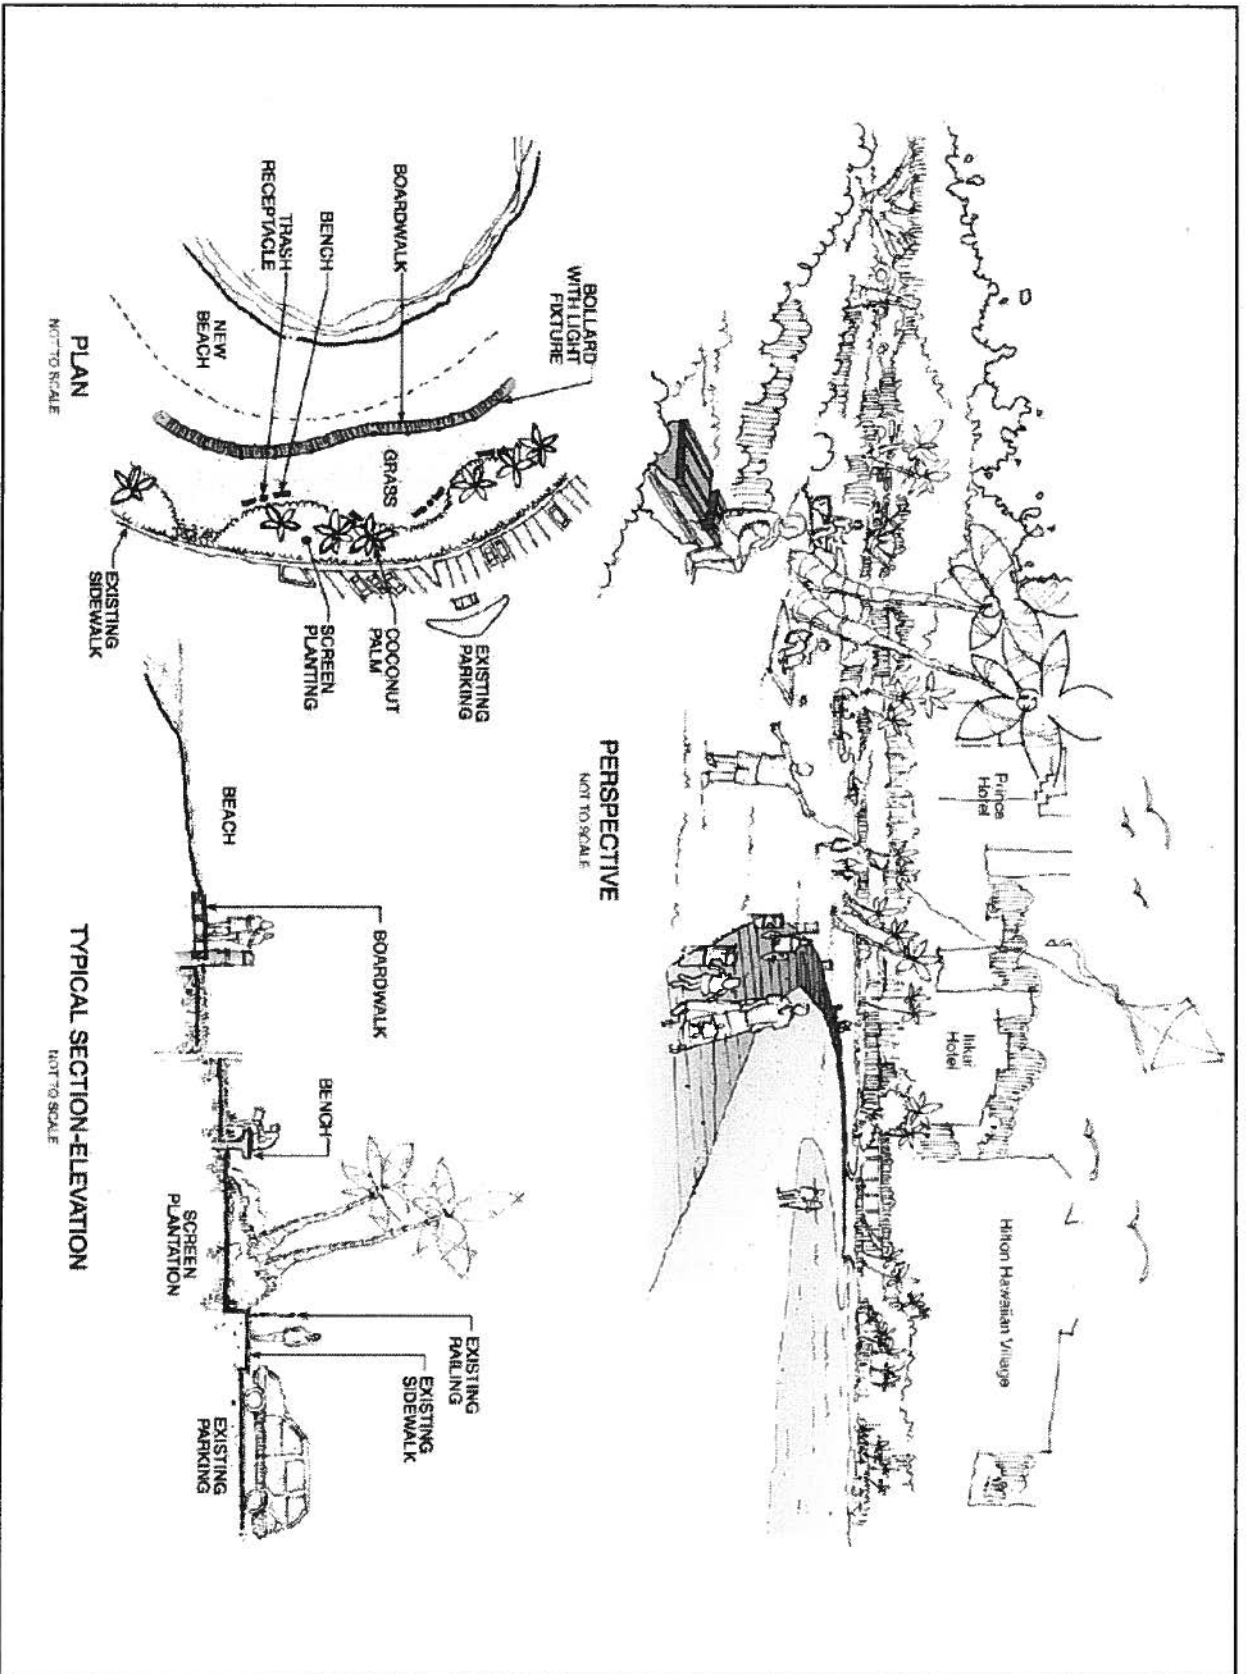 Prince
Hotel
Ilikai
Hotel
Hilton Hawaiian Village
PERSPECTIVE
NOT TO SCALE
BOLLARD
WITH LIGHT
FIXTURE
BOARDWALK
BENCH
TRASH
RECEPTACLE
NEW
BEACH
GRASS
EXISTING
PARKING
COCONUT
PALM
SCREEN
PLANTING
EXISTING
SIDEWALK
PLAN
NOT TO SCALE
BEACH
BOARDWALK
BENCH
SCREEN
PLANTATION
EXISTING
RAILING
EXISTING
SIDEWALK
EXISTING
PARKING
TYPICAL SECTION-ELEVATION
NOT TO SCALE